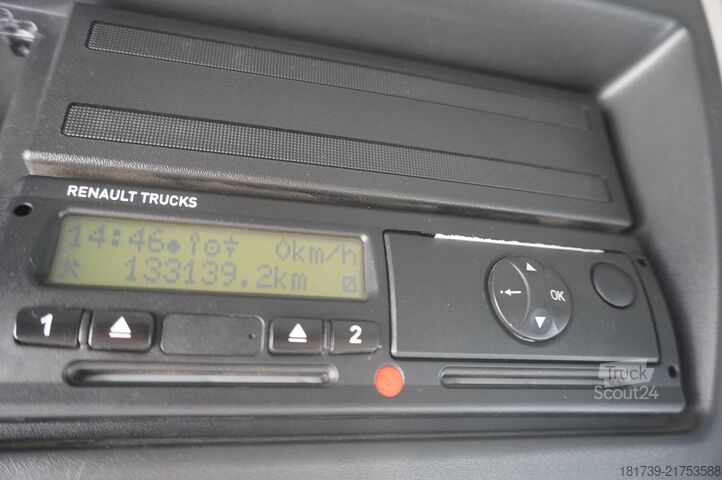 RENAULT TRUCKS
14:46 0km/h
133139.2km
1 2
OK
Truck
Scout24
181739-21753588